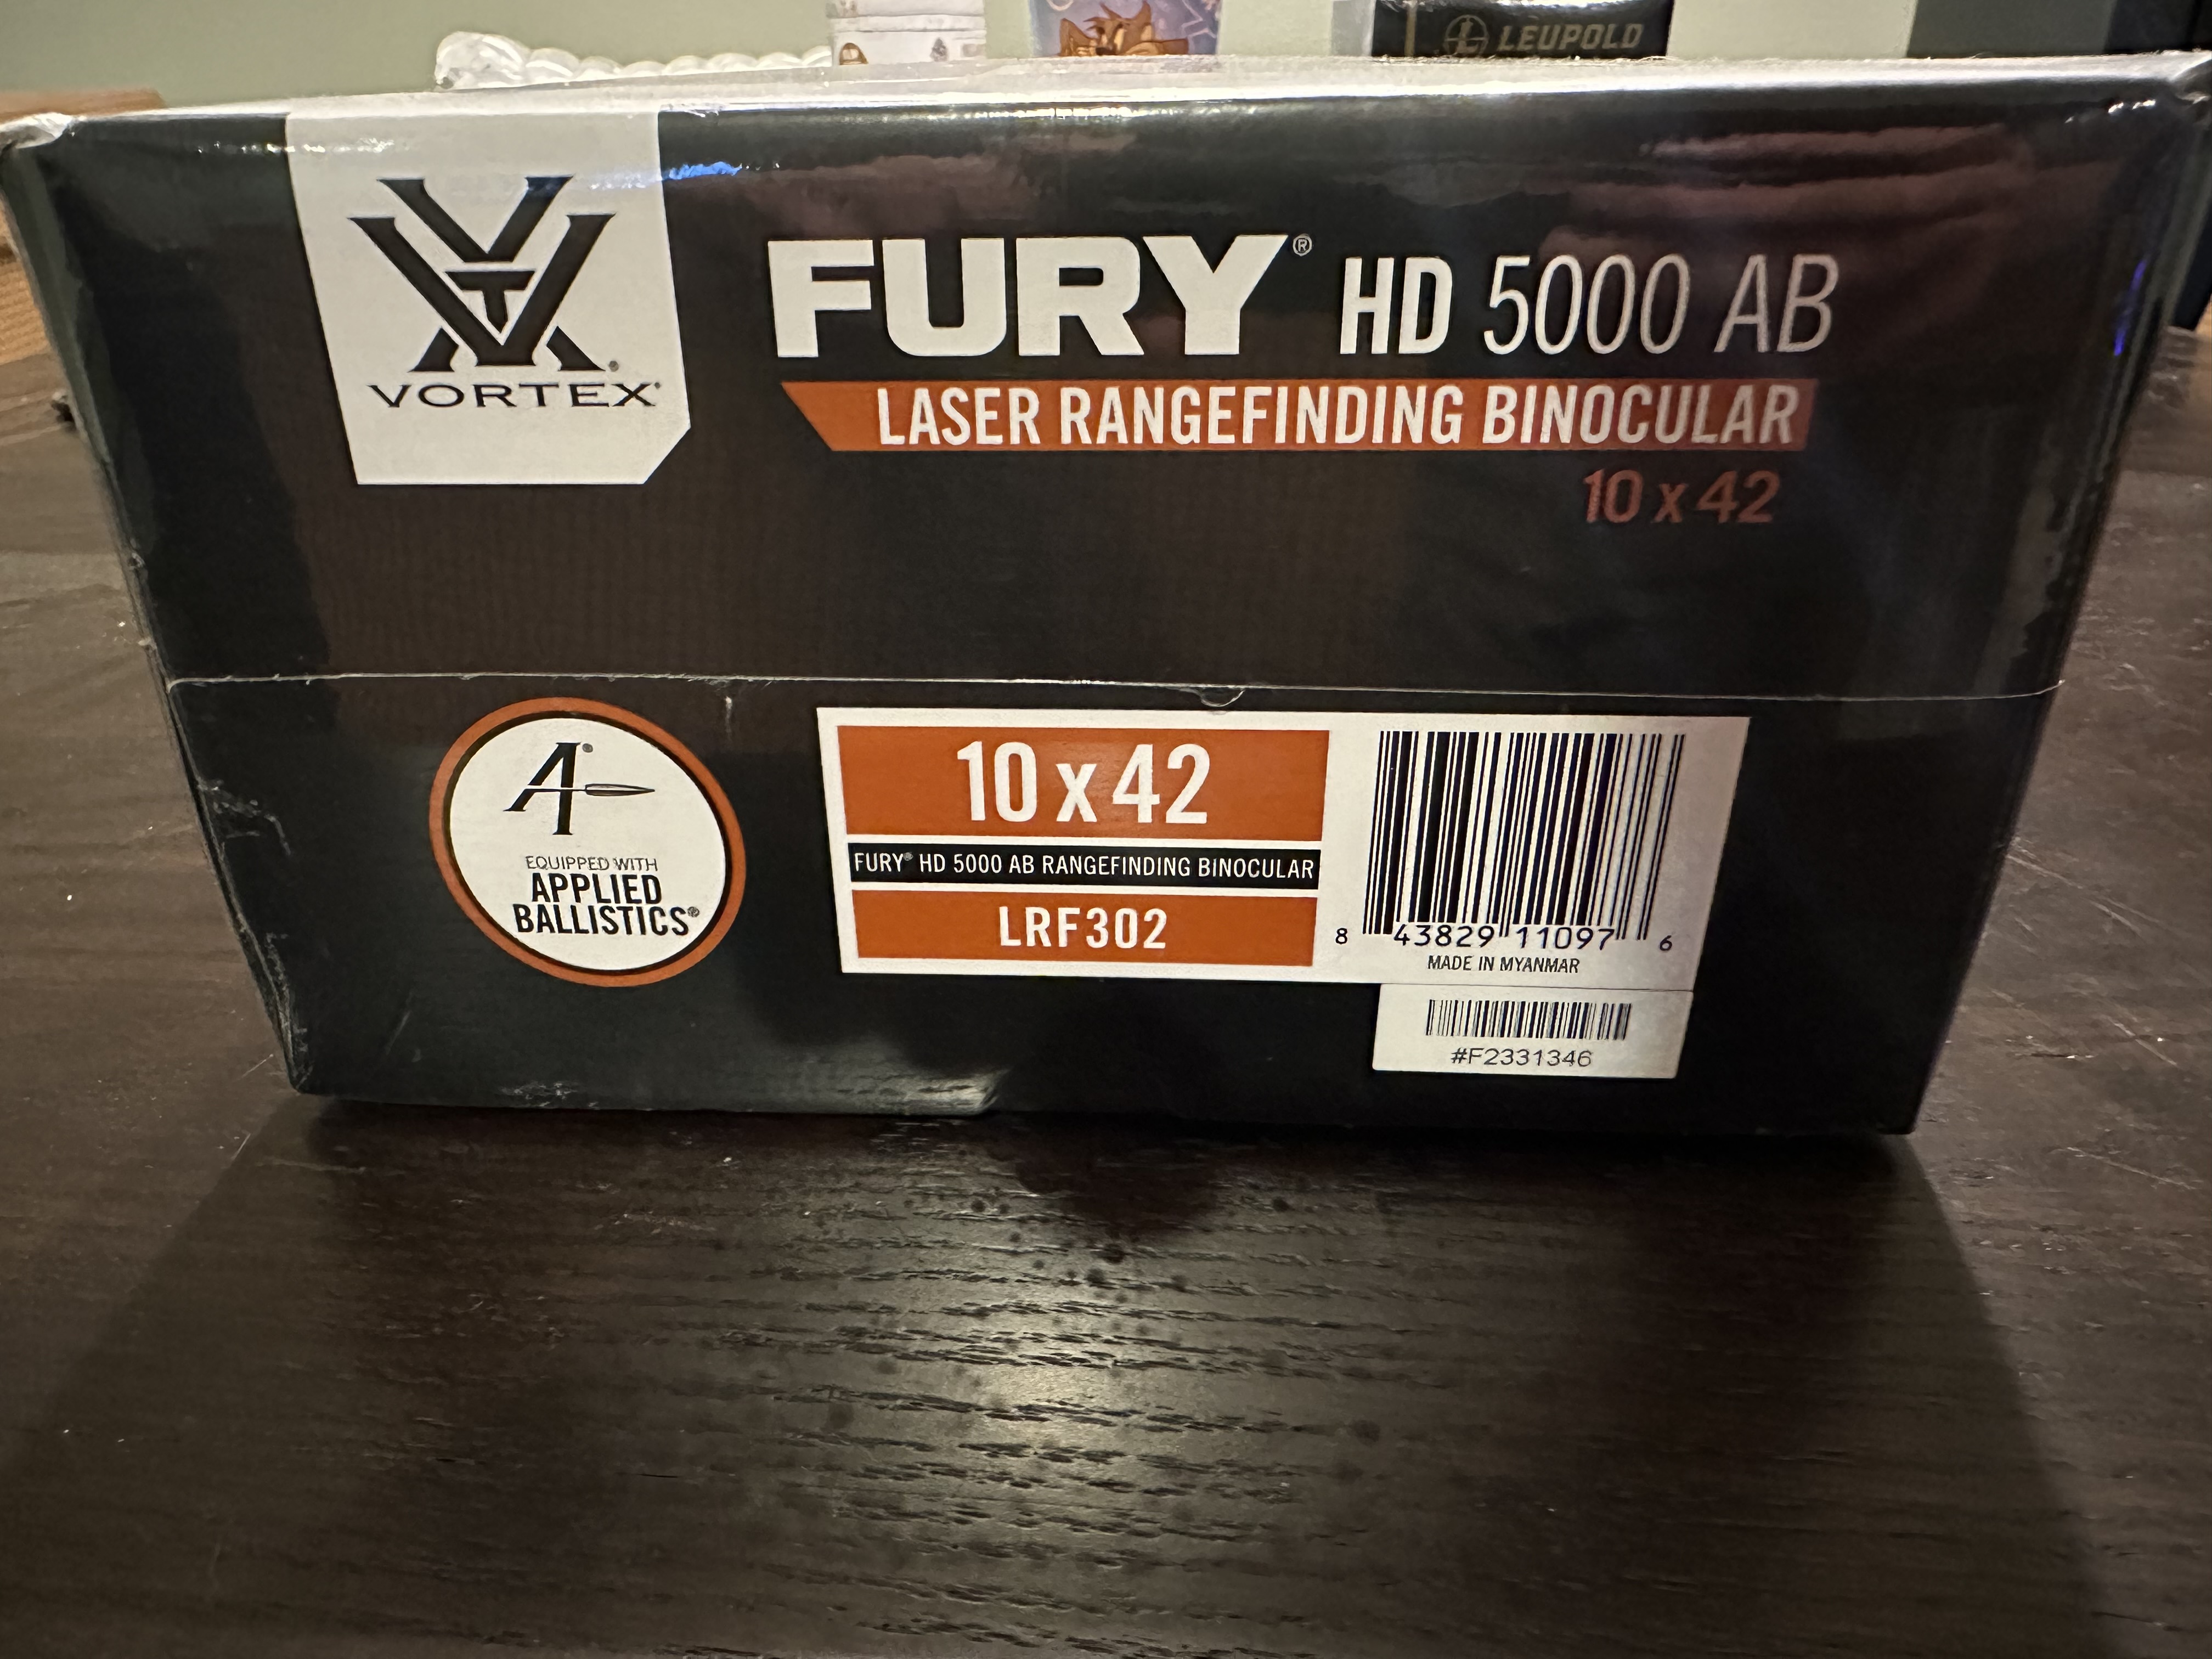 LEUPOLD
VORTEX®
FURY® HD 5000 AB
LASER RANGEFINDING BINOCULAR
10 x 42
A®
EQUIPPED WITH
APPLIED
BALLISTICS®
10 x 42
FURY® HD 5000 AB RANGEFINDING BINOCULAR
LRF302
8 43829 11097 6
MADE IN MYANMAR
#F2331346